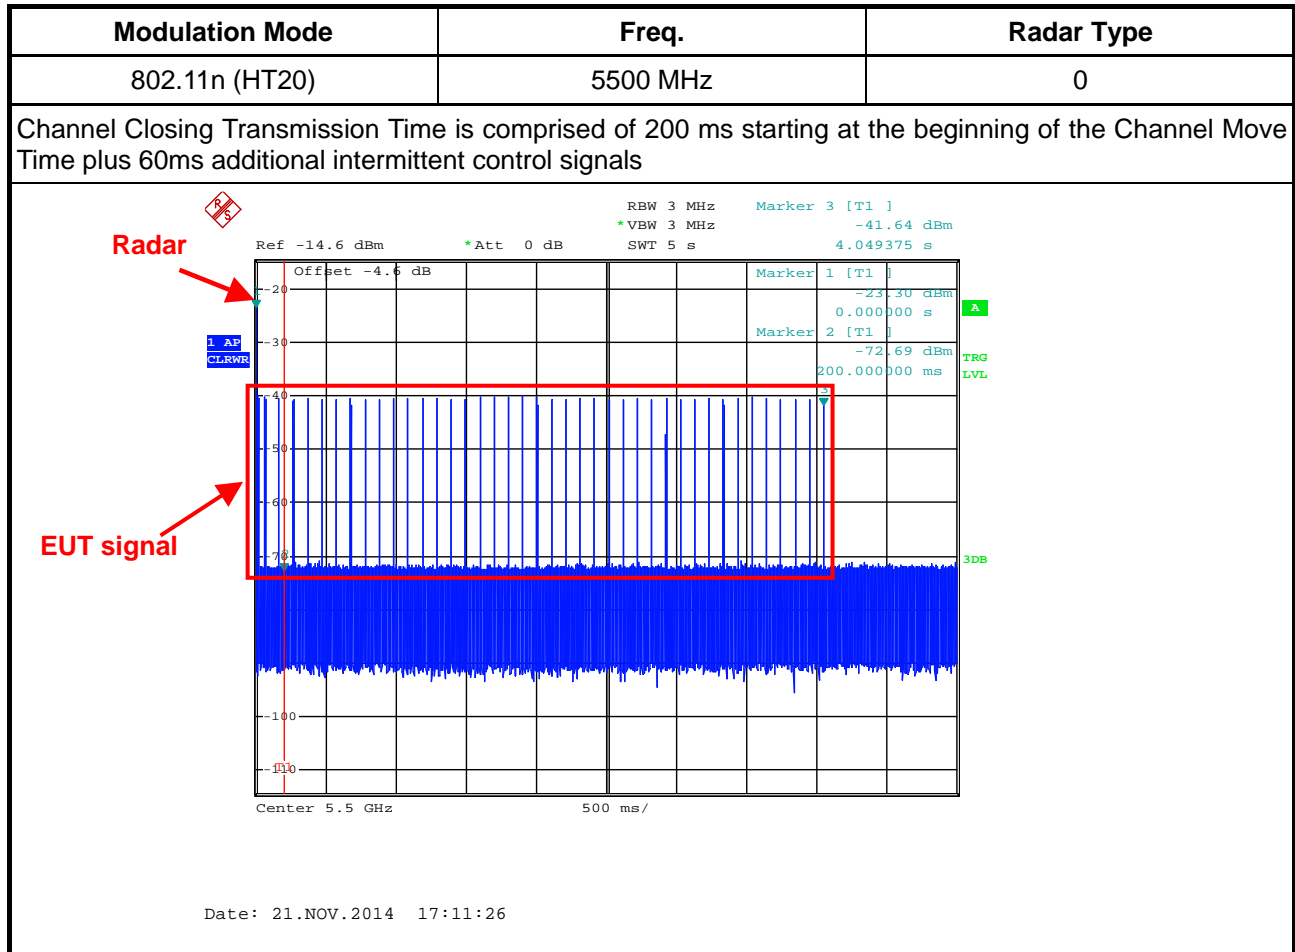 Modulation Mode Freq. Radar Type
802.11n (HT20) 5500 MHz 0
Channel Closing Transmission Time is comprised of 200 ms starting at the beginning of the Channel Move
Time plus 60ms additional intermittent control signals
R S
RBW 3 MHz Marker 3 [T1 ]
*VBW 3 MHz -41.64 dBm
Radar
Ref -14.6 dBm *Att 0 dB SWT 5 s 4.049375 s
Offset -4.6 dB Marker 1 [T1 ]
-20 -23.30 dBm
0.000000 s A
Marker 2 [T1 ]
1 AP -30 -72.69 dBm TRG
CLRWR 200.000000 ms LVL
3
-40
-50
-60
EUT signal
-70 3DB
2
-100
-110
T1
Center 5.5 GHz 500 ms/
Date: 21.NOV.2014 17:11:26